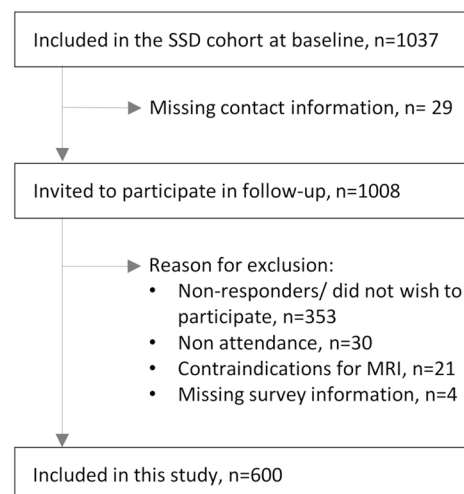 Included in the SSD cohort at baseline, n=1037
Missing contact information, n= 29
Invited to participate in follow-up, n=1008
Reason for exclusion:
• Non-responders/ did not wish to
participate, n=353
• Non attendance, n=30
• Contraindications for MRI, n=21
• Missing survey information, n=4
Included in this study, n=600